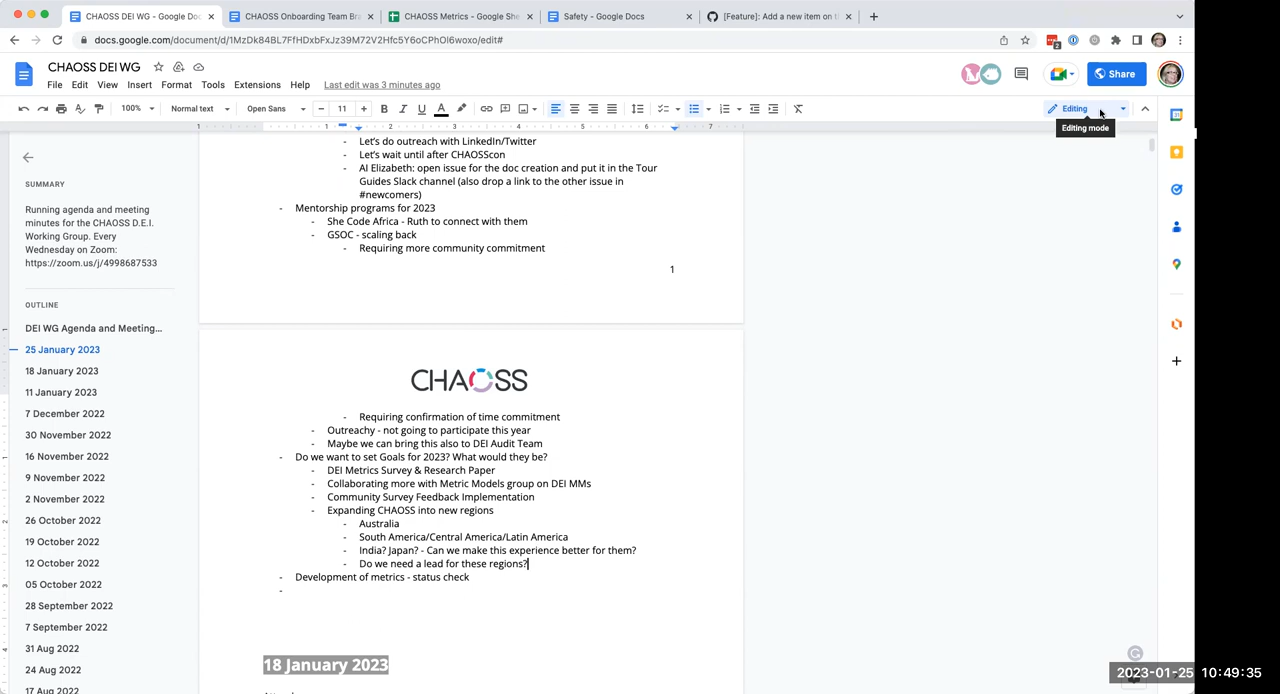 CHAOSS DEI WG - Google Doc
CHAOSS Onboarding Team Bra
CHAOSS Metrics - Google She
Safety - Google Docs
[Feature]: Add a new item on t
docs.google.com/document/d/1MzDk84BL7FfHDxbFxJz39M72V2Hfc5Y6oCPhOl6woxo/edit#
2
CHAOSS DEI WG
File Edit View Insert Format Tools Extensions Help Last edit was 3 minutes ago
Share
100% Normal text Open Sans 11 B I U A Editing
Editing mode
1 1 2 3 4 5 6 7
SUMMARY
Running agenda and meeting
minutes for the CHAOSS D.E.I.
Working Group. Every
Wednesday on Zoom:
https://zoom.us/j/4998687533
OUTLINE
DEI WG Agenda and Meeting...
25 January 2023
18 January 2023
11 January 2023
7 December 2022
30 November 2022
16 November 2022
9 November 2022
2 November 2022
26 October 2022
19 October 2022
12 October 2022
05 October 2022
28 September 2022
7 September 2022
31 Aug 2022
24 Aug 2022
17 Aug 2022
- Let's do outreach with LinkedIn/Twitter
- Let's wait until after CHAOSScon
- AI Elizabeth: open issue for the doc creation and put it in the Tour
Guides Slack channel (also drop a link to the other issue in
#newcomers)
- Mentorship programs for 2023
- She Code Africa - Ruth to connect with them
- GSOC - scaling back
- Requiring more community commitment
1
CHAOSS
- Requiring confirmation of time commitment
- Outreachy - not going to participate this year
- Maybe we can bring this also to DEI Audit Team
- Do we want to set Goals for 2023? What would they be?
- DEI Metrics Survey & Research Paper
- Collaborating more with Metric Models group on DEI MMs
- Community Survey Feedback Implementation
- Expanding CHAOSS into new regions
- Australia
- South America/Central America/Latin America
- India? Japan? - Can we make this experience better for them?
- Do we need a lead for these regions?
- Development of metrics - status check
-
18 January 2023
2023-01-25 10:49:35